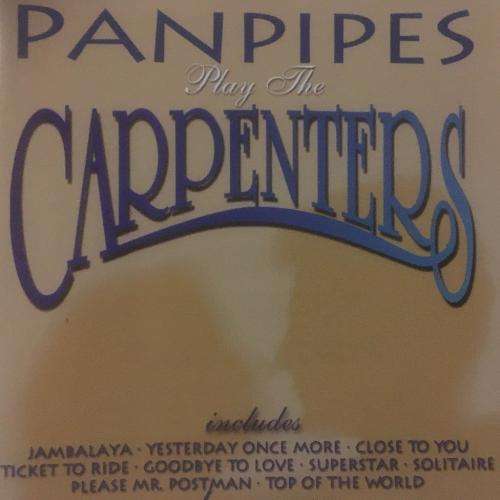 PANPIPES
Play The
CARPENTERS
includes
JAMBALAYA · YESTERDAY ONCE MORE · CLOSE TO YOU
TICKET TO RIDE · GOODBYE TO LOVE · SUPERSTAR · SOLITAIRE
PLEASE MR. POSTMAN · TOP OF THE WORLD